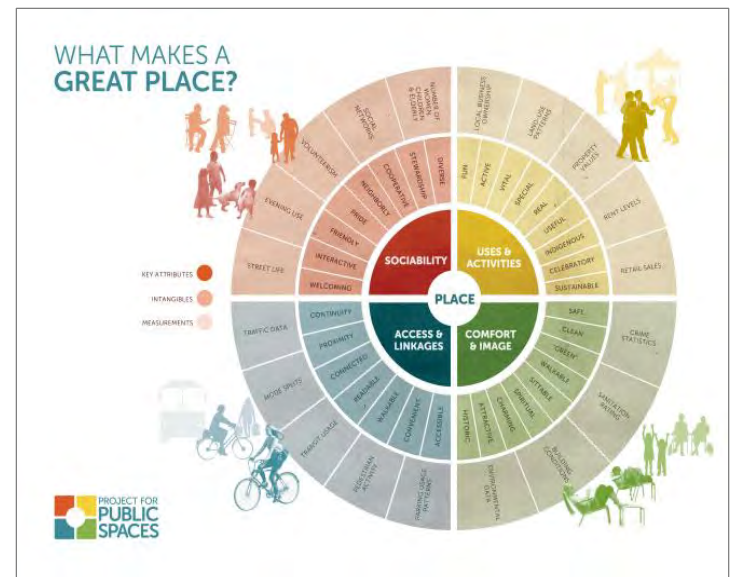 WHAT MAKES A
GREAT PLACE?
KEY ATTRIBUTES
INTANGIBLES
MEASUREMENTS
PLACE
SOCIABILITY
WELCOMING
INTERACTIVE
FRIENDLY
PRIDE
NEIGHBORLY
COOPERATIVE
STEWARDSHIP
DIVERSE
STREET LIFE
EVENING USE
VOLUNTEERISM
SOCIAL
NETWORKS
NUMBER OF
WOMEN,
CHILDREN
& ELDERLY
USES &
ACTIVITIES
FUN
ACTIVE
VITAL
SPECIAL
REAL
USEFUL
INDIGENOUS
CELEBRATORY
SUSTAINABLE
LOCAL BUSINESS
OWNERSHIP
LAND-USE
PATTERNS
PROPERTY
VALUES
RENT LEVELS
RETAIL SALES
COMFORT
& IMAGE
SAFE
CLEAN
"GREEN"
WALKABLE
SITTABLE
SPIRITUAL
CHARMING
ATTRACTIVE
HISTORIC
CRIME
STATISTICS
SANITATION
RATING
BUILDING
CONDITIONS
ENVIRONMENTAL
DATA
ACCESS &
LINKAGES
CONTINUITY
PROXIMITY
CONNECTED
READABLE
WALKABLE
CONVENIENT
ACCESSIBLE
TRAFFIC DATA
MODE SPLITS
TRANSIT USAGE
PEDESTRIAN
ACTIVITY
PARKING USAGE
PATTERNS
PROJECT FOR
PUBLIC
SPACES